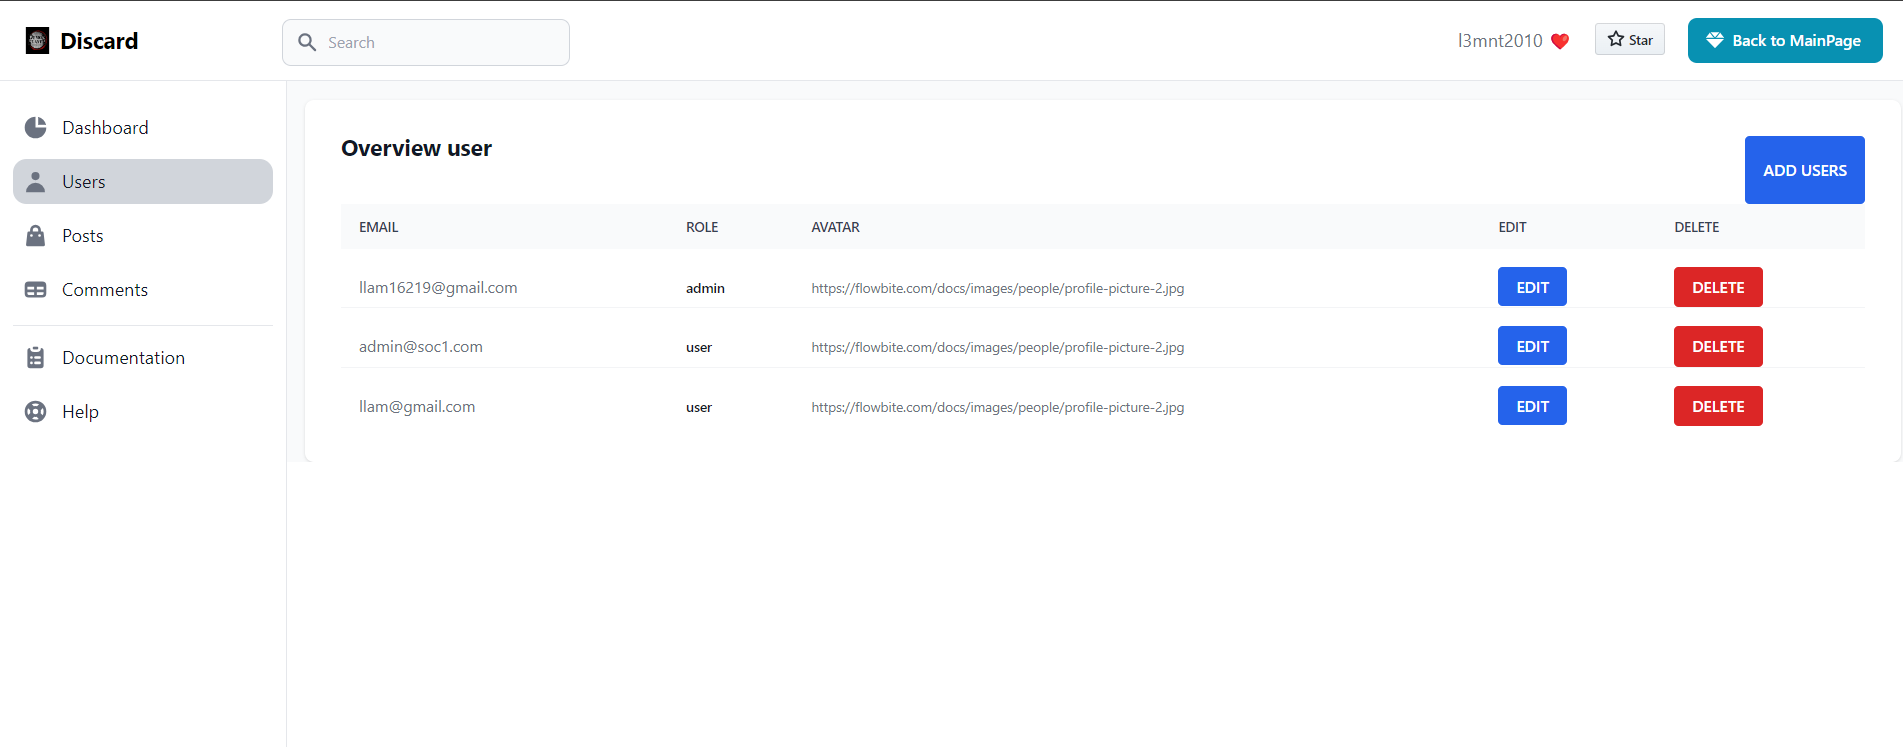 Discard
Search
l3mnt2010 ❤️
Star
Back to MainPage
Dashboard
Users
Posts
Comments
Documentation
Help
Overview user
ADD USERS
EMAIL ROLE AVATAR EDIT DELETE
llam16219@gmail.com admin https://flowbite.com/docs/images/people/profile-picture-2.jpg EDIT DELETE
admin@soc1.com user https://flowbite.com/docs/images/people/profile-picture-2.jpg EDIT DELETE
llam@gmail.com user https://flowbite.com/docs/images/people/profile-picture-2.jpg EDIT DELETE